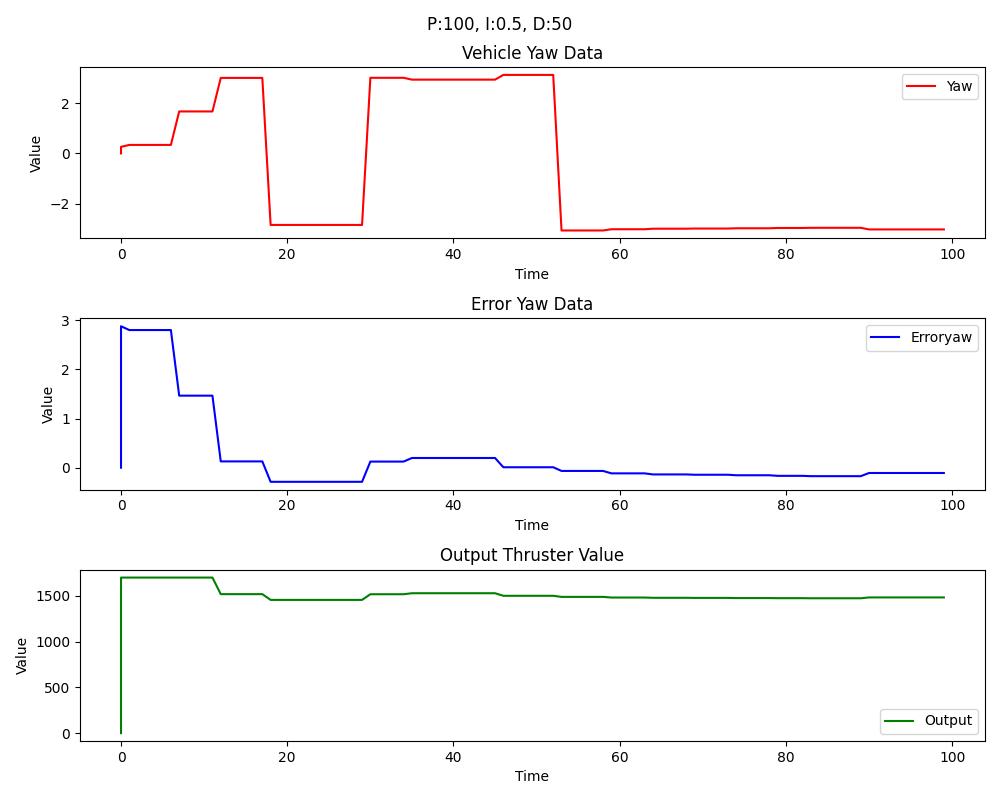 P:100, I:0.5, D:50
Vehicle Yaw Data
Yaw
2
0
−2
Value
0 20 40 60 80 100
Time
Error Yaw Data
Erroryaw
3
2
1
0
Value
0 20 40 60 80 100
Time
Output Thruster Value
1500
1000
500
0
Value
Output
0 20 40 60 80 100
Time